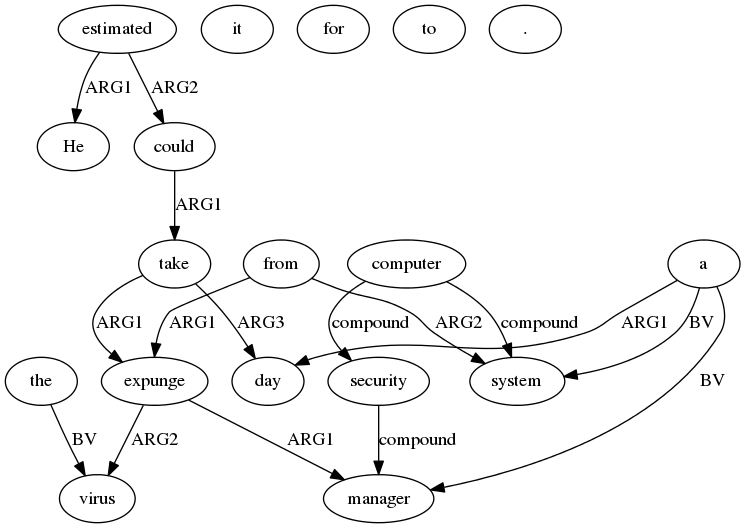 estimated it for to .
ARG1 ARG2
He could
ARG1
take from computer a
ARG1 ARG1 ARG3 compound ARG2 compound ARG1 BV
the expunge day security system
BV ARG2 ARG1 compound BV
virus manager